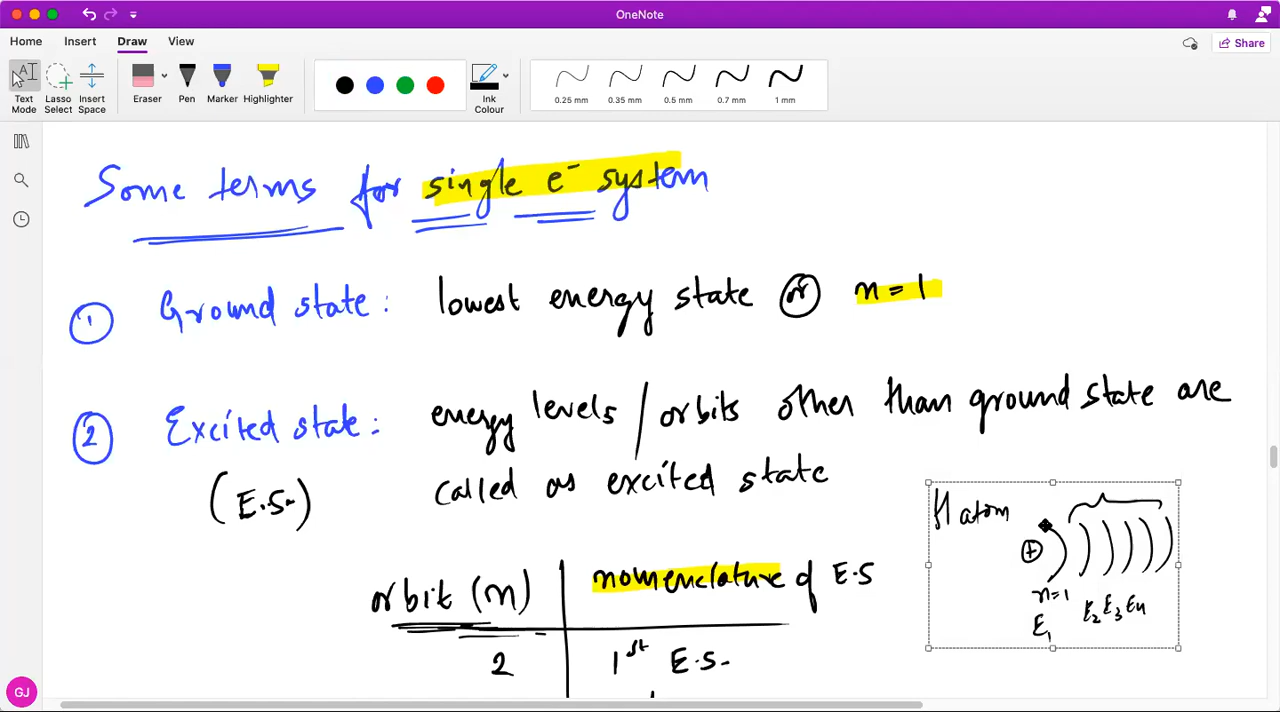 OneNote
Home Insert Draw View
Share
Text Mode
Lasso Select
Insert Space
Eraser
Pen
Marker
Highlighter
Ink Colour
0.25 mm 0.35 mm 0.5 mm 0.7 mm 1 mm
Some terms for single e⁻ system
① Ground state : lowest energy state or n = 1
② Excited state : energy levels / orbits other than ground state are
(E.S.) called as excited state
H atom
+
n=1
E₁ E₂ E₃ E₄
orbit (n) nomenclature of E.S
2 1st E.S.
GJ